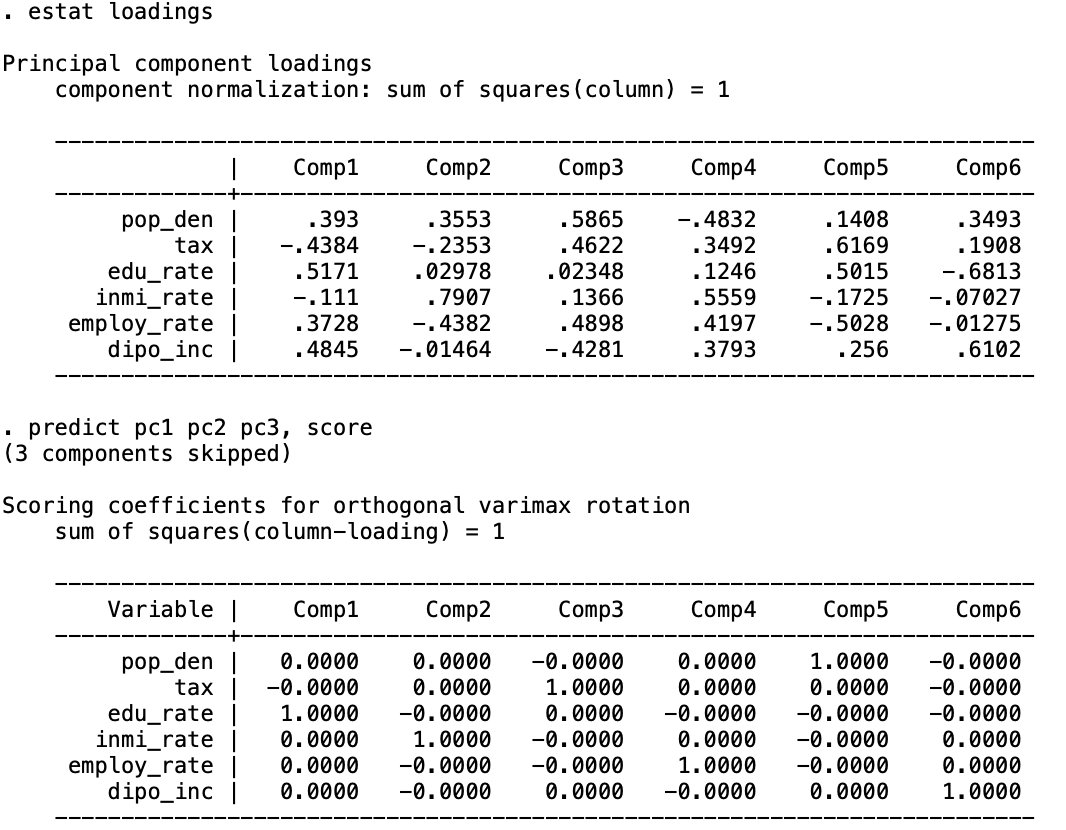 . estat loadings
Principal component loadings
component normalization: sum of squares(column) = 1
| Comp1 Comp2 Comp3 Comp4 Comp5 Comp6
pop_den | .393 .3553 .5865 -.4832 .1408 .3493
tax | -.4384 -.2353 .4622 .3492 .6169 .1908
edu_rate | .5171 .02978 .02348 .1246 .5015 -.6813
inmi_rate | -.111 .7907 .1366 .5559 -.1725 -.07027
employ_rate | .3728 -.4382 .4898 .4197 -.5028 -.01275
dipo_inc | .4845 -.01464 -.4281 .3793 .256 .6102
. predict pc1 pc2 pc3, score
(3 components skipped)
Scoring coefficients for orthogonal varimax rotation
sum of squares(column-loading) = 1
Variable | Comp1 Comp2 Comp3 Comp4 Comp5 Comp6
pop_den | 0.0000 0.0000 -0.0000 0.0000 1.0000 -0.0000
tax | -0.0000 0.0000 1.0000 0.0000 0.0000 -0.0000
edu_rate | 1.0000 -0.0000 0.0000 -0.0000 -0.0000 -0.0000
inmi_rate | 0.0000 1.0000 -0.0000 0.0000 -0.0000 0.0000
employ_rate | 0.0000 -0.0000 -0.0000 1.0000 -0.0000 0.0000
dipo_inc | 0.0000 -0.0000 0.0000 -0.0000 0.0000 1.0000